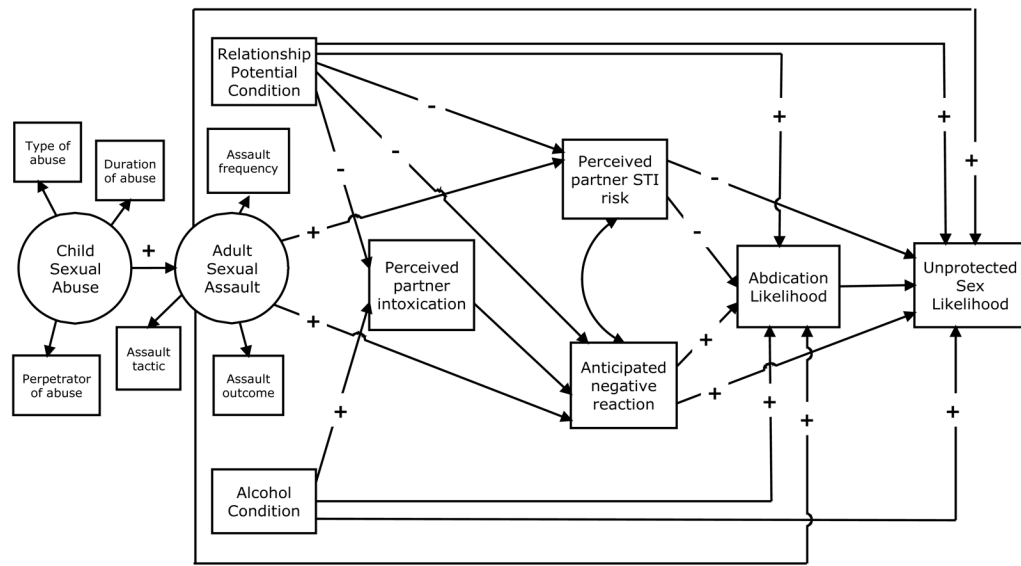 Relationship
Potential
Condition
+
+
-
+
Type of
abuse
Duration
of abuse
Assault
frequency
-
-
Perceived
partner STI
risk
-
Child
Sexual
Abuse
+
Adult
Sexual
Assault
+
-
Perceived
partner
intoxication
Abdication
Likelihood
Unprotected
Sex
Likelihood
+
Perpetrator
of abuse
Assault
tactic
Assault
outcome
+
Anticipated
negative
reaction
+
+
+
+
+
Alcohol
Condition